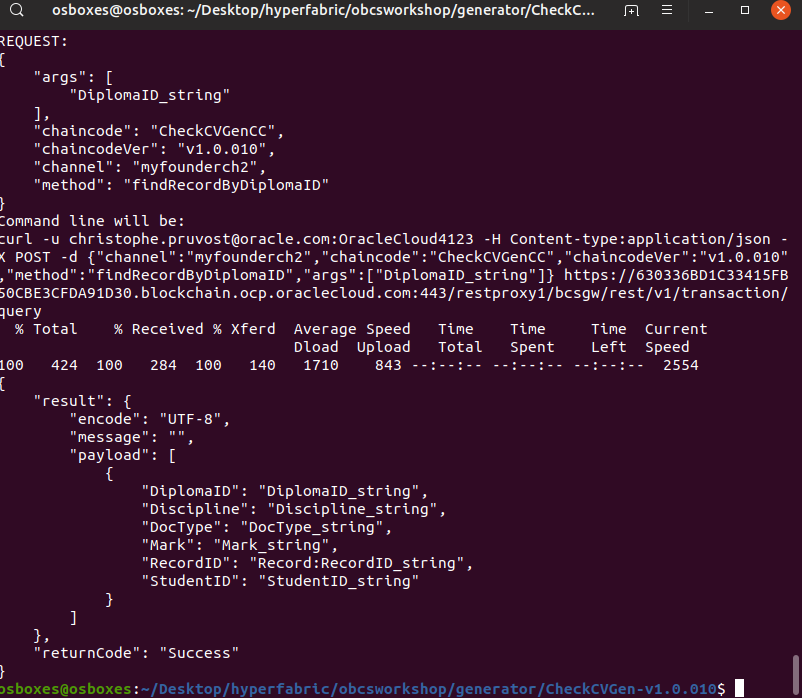 osboxes@osboxes: ~/Desktop/hyperfabric/obcsworkshop/generator/CheckC...
REQUEST:
{
    "args": [
        "DiplomaID_string"
    ],
    "chaincode": "CheckCVGenCC",
    "chaincodeVer": "v1.0.010",
    "channel": "myfounderch2",
    "method": "findRecordByDiplomaID"
}
Command line will be:
curl -u christophe.pruvost@oracle.com:OracleCloud4123 -H Content-type:application/json -
X POST -d {"channel":"myfounderch2","chaincode":"CheckCVGenCC","chaincodeVer":"v1.0.010"
,"method":"findRecordByDiplomaID","args":["DiplomaID_string"]} https://630336BD1C33415FB
50CBE3CFDA91D30.blockchain.ocp.oraclecloud.com:443/restproxy1/bcsgw/rest/v1/transaction/
query
  % Total    % Received % Xferd  Average Speed   Time    Time     Time  Current
                                 Dload  Upload   Total   Spent    Left  Speed
100   424  100   284  100   140   1710    843 --:--:-- --:--:-- --:--:--  2554
{
    "result": {
        "encode": "UTF-8",
        "message": "",
        "payload": [
            {
                "DiplomaID": "DiplomaID_string",
                "Discipline": "Discipline_string",
                "DocType": "DocType_string",
                "Mark": "Mark_string",
                "RecordID": "Record:RecordID_string",
                "StudentID": "StudentID_string"
            }
        ]
    },
    "returnCode": "Success"
}
osboxes@osboxes:~/Desktop/hyperfabric/obcsworkshop/generator/CheckCVGen-v1.0.010$